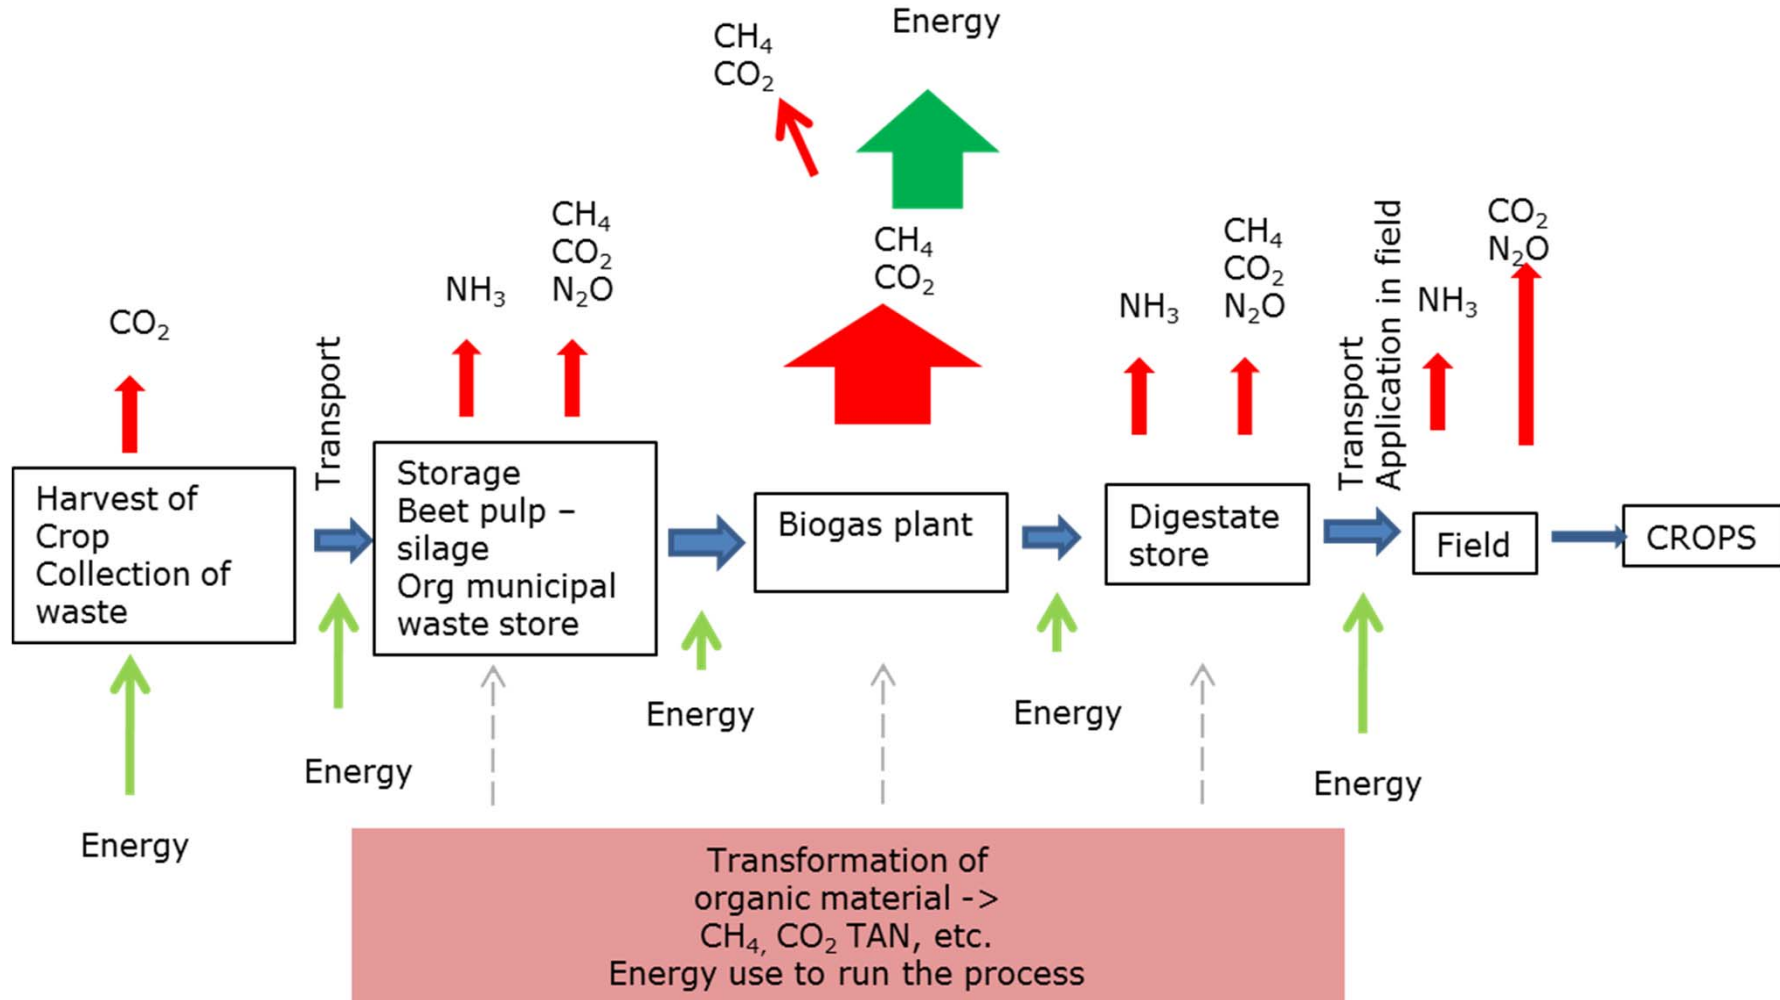 CH₄
CO₂
Energy
CH₄
CO₂
N₂O
NH₃
CO₂
Transport
CH₄
CO₂
NH₃
CH₄
CO₂
N₂O
Transport
Application in field
NH₃
CO₂
N₂O
Harvest of
Crop
Collection of
waste
Storage
Beet pulp –
silage
Org municipal
waste store
Biogas plant
Digestate
store
Field
CROPS
Energy
Energy
Energy
Energy
Energy
Transformation of
organic material ->
CH₄, CO₂ TAN, etc.
Energy use to run the process